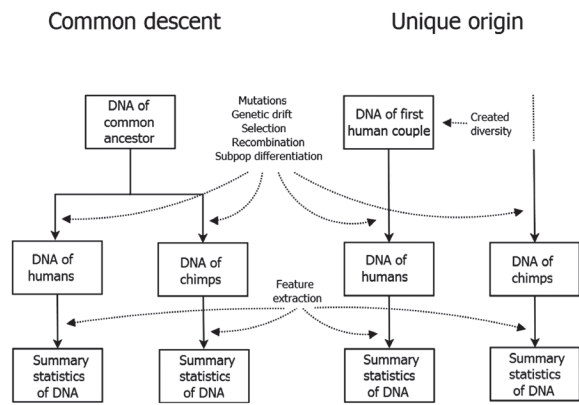 Common descent
Unique origin
DNA of
common
ancestor
Mutations
Genetic drift
Selection
Recombination
Subpop differentiation
DNA of first
human couple
Created
diversity
DNA of
humans
DNA of
chimps
DNA of
humans
DNA of
chimps
Feature
extraction
Summary
statistics
of DNA
Summary
statistics
of DNA
Summary
statistics
of DNA
Summary
statistics
of DNA